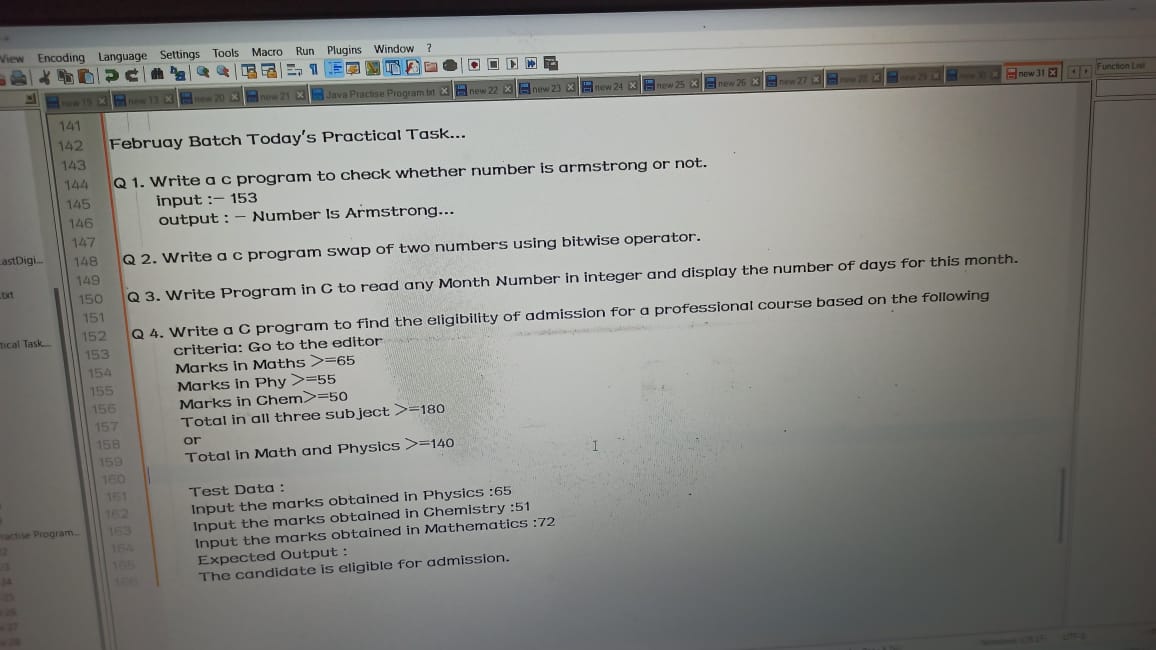 View Encoding Language Settings Tools Macro Run Plugins Window ?
new 19 new 13 new 20 new 21 Java Practise Program.txt new 22 new 23 new 24 new 25 new 26 new 27 new 28 new 29 new 30 new 31
Function List
141
142 Februay Batch Today's Practical Task...
143
144 Q 1. Write a c program to check whether number is armstrong or not.
145 input :- 153
146 output : - Number Is Armstrong...
147
148 Q 2. Write a c program swap of two numbers using bitwise operator.
149
150 Q 3. Write Program in C to read any Month Number in integer and display the number of days for this month.
151
152 Q 4. Write a C program to find the eligibility of admission for a professional course based on the following
153 criteria: Go to the editor
154 Marks in Maths >=65
155 Marks in Phy >=55
156 Marks in Chem>=50
157 Total in all three subject >=180
158 or
159 Total in Math and Physics >=140
160
161 Test Data :
162 Input the marks obtained in Physics :65
163 Input the marks obtained in Chemistry :51
164 Input the marks obtained in Mathematics :72
165 Expected Output :
166 The candidate is eligible for admission.
astDigi...
txt
tical Task...
ractise Program...